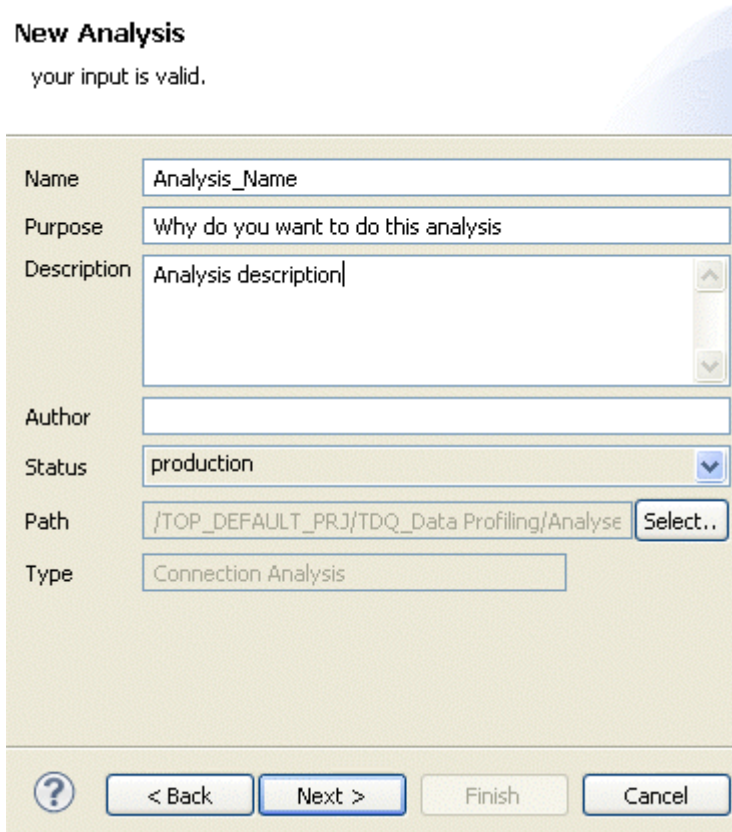 New Analysis
your input is valid.
Name Analysis_Name
Purpose Why do you want to do this analysis
Description Analysis description
Author
Status production
Path /TOP_DEFAULT_PRJ/TDQ_Data Profiling/Analyse Select..
Type Connection Analysis
? < Back Next > Finish Cancel